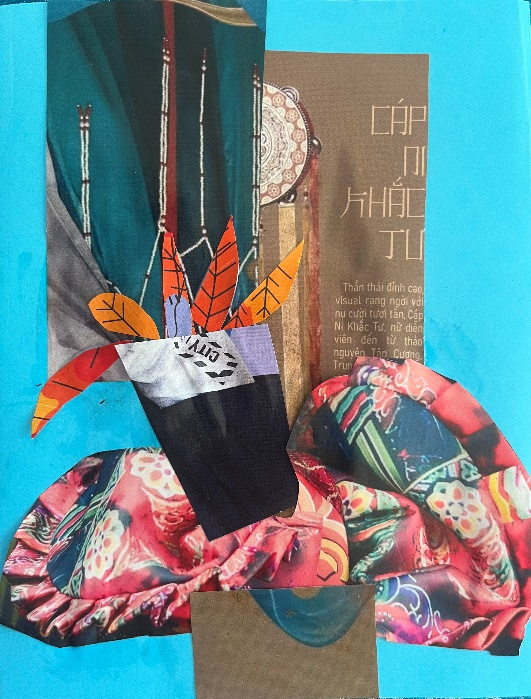 CÁP
NI
KHẮC
TƯ
Thần thái đỉnh cao,
visual rạng ngời với
nụ cười tươi tắn, Cáp
Ni Khắc Tư, nữ diễn
viên đến từ thảo
nguyên Tân Cương,
Trun
CITY